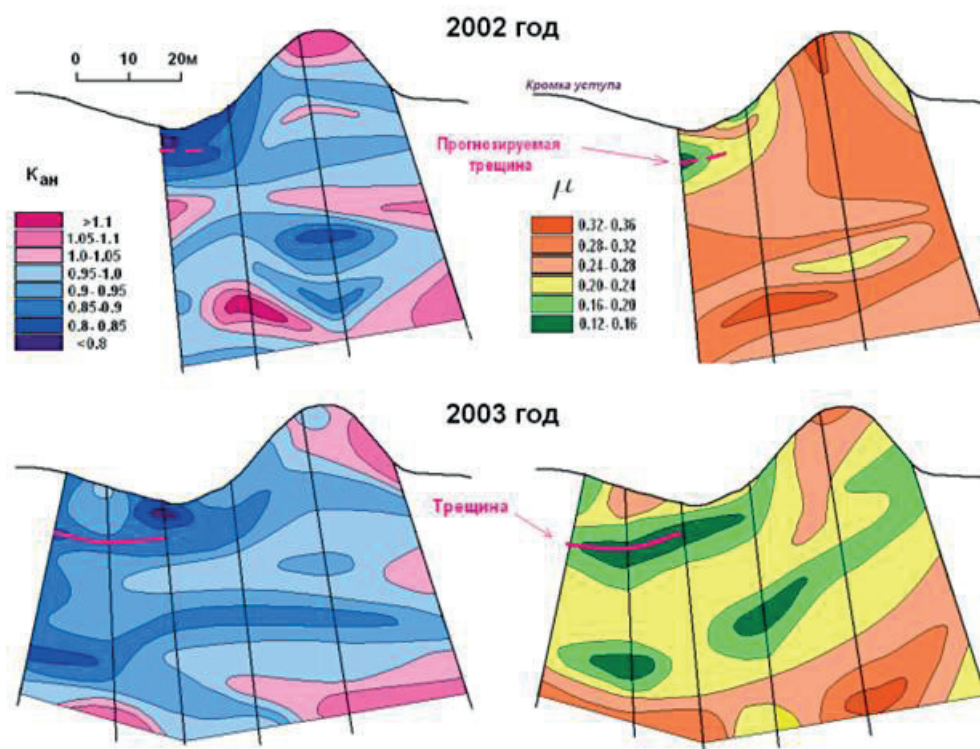 2002 год
0 10 20м
Кромка уступа
Прогнозируемая
трещина
Кан
>1.1
1.05-1.1
1.0-1.05
0.95-1.0
0.9- 0.95
0.85-0.9
0.8- 0.85
<0.8
μ
0.32-0.36
0.28-0.32
0.24-0.28
0.20-0.24
0.16-0.20
0.12-0.16
2003 год
Трещина